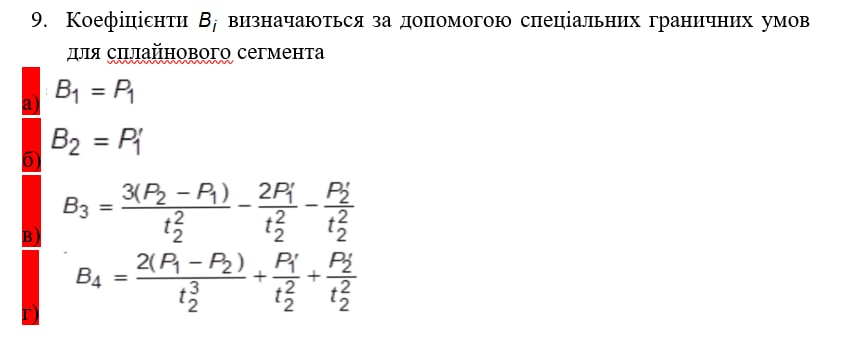 9. Коефіцієнти B_i визначаються за допомогою спеціальних граничних умов
для сплайнового сегмента
а) B_1 = P_1
б) B_2 = P_1'
в) B_3 = 3(P_2 − P_1)/t_2^2 − 2P_1'/t_2^2 − P_2'/t_2^2
г) B_4 = 2(P_1 − P_2)/t_2^3 + P_1'/t_2^2 + P_2'/t_2^2